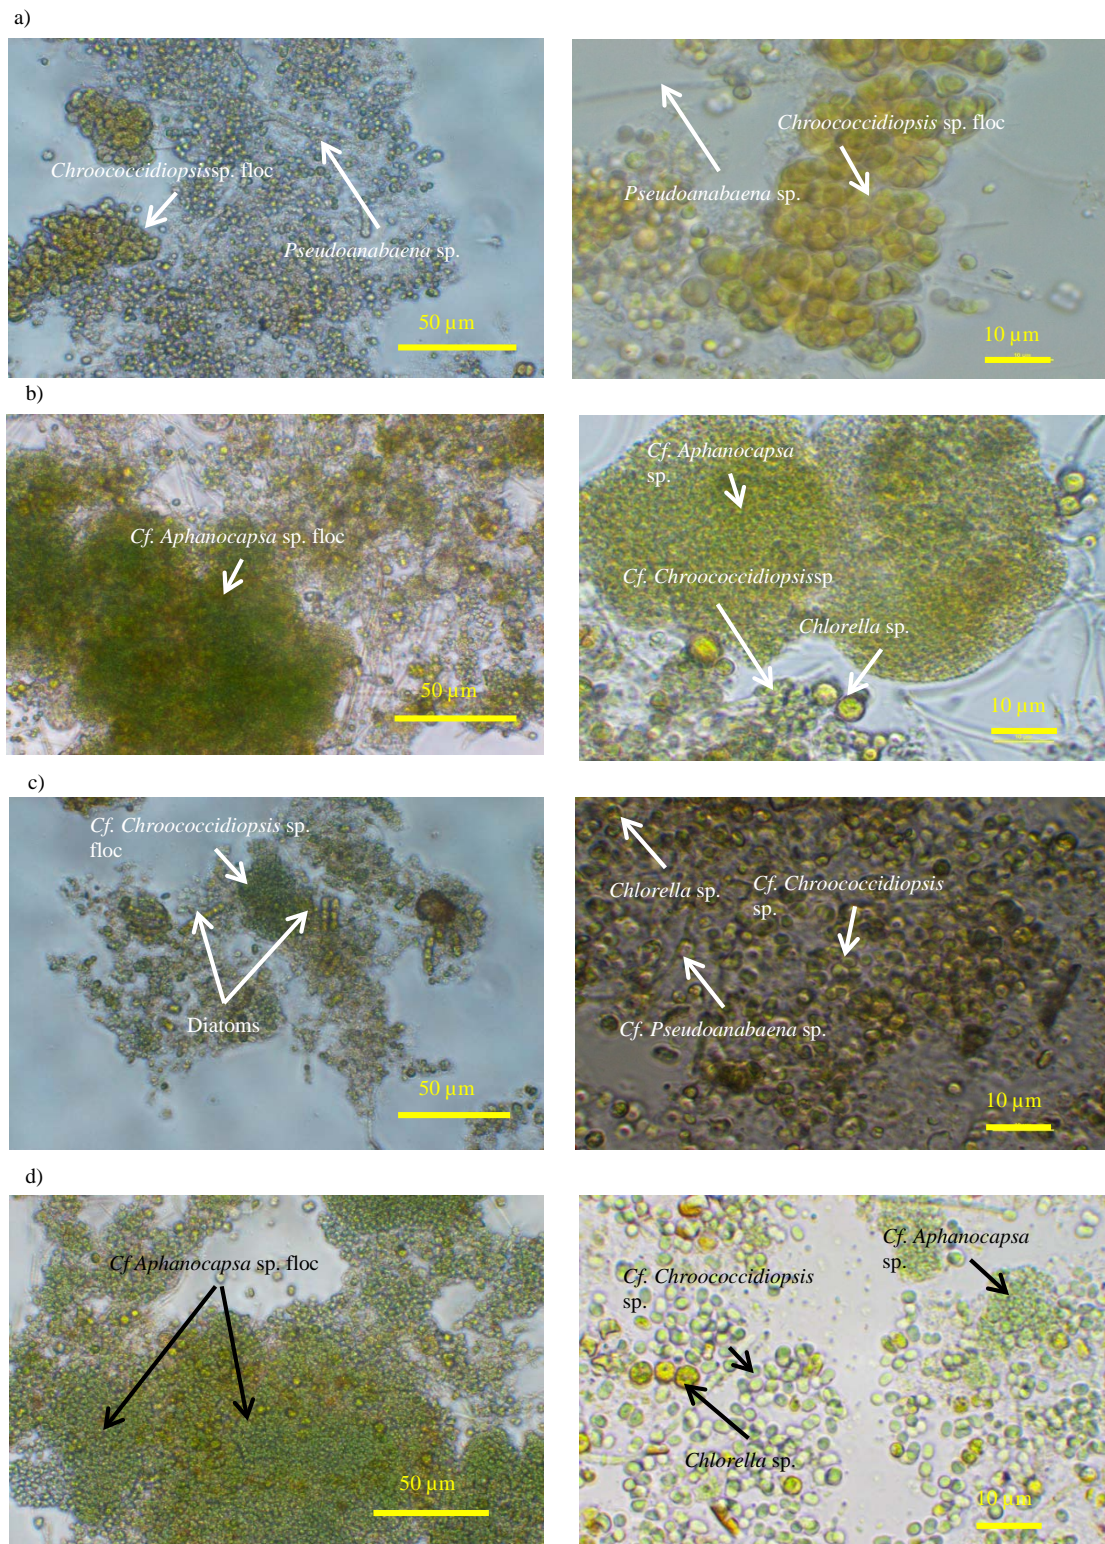 a)
Chroococcidiopsissp. floc
Pseudoanabaena sp.
50 µm
Chroococcidiopsis sp. floc
Pseudoanabaena sp.
10 µm
b)
Cf. Aphanocapsa sp. floc
50 µm
Cf. Aphanocapsa
sp.
Cf. Chroococcidiopsissp
Chlorella sp.
10 µm
c)
Cf. Chroococcidiopsis sp.
floc
Diatoms
50 µm
Chlorella sp.
Cf. Chroococcidiopsis
sp.
Cf. Pseudoanabaena sp.
10 µm
d)
Cf Aphanocapsa sp. floc
50 µm
Cf. Aphanocapsa
sp.
Cf. Chroococcidiopsis
sp.
Chlorella sp.
10 µm